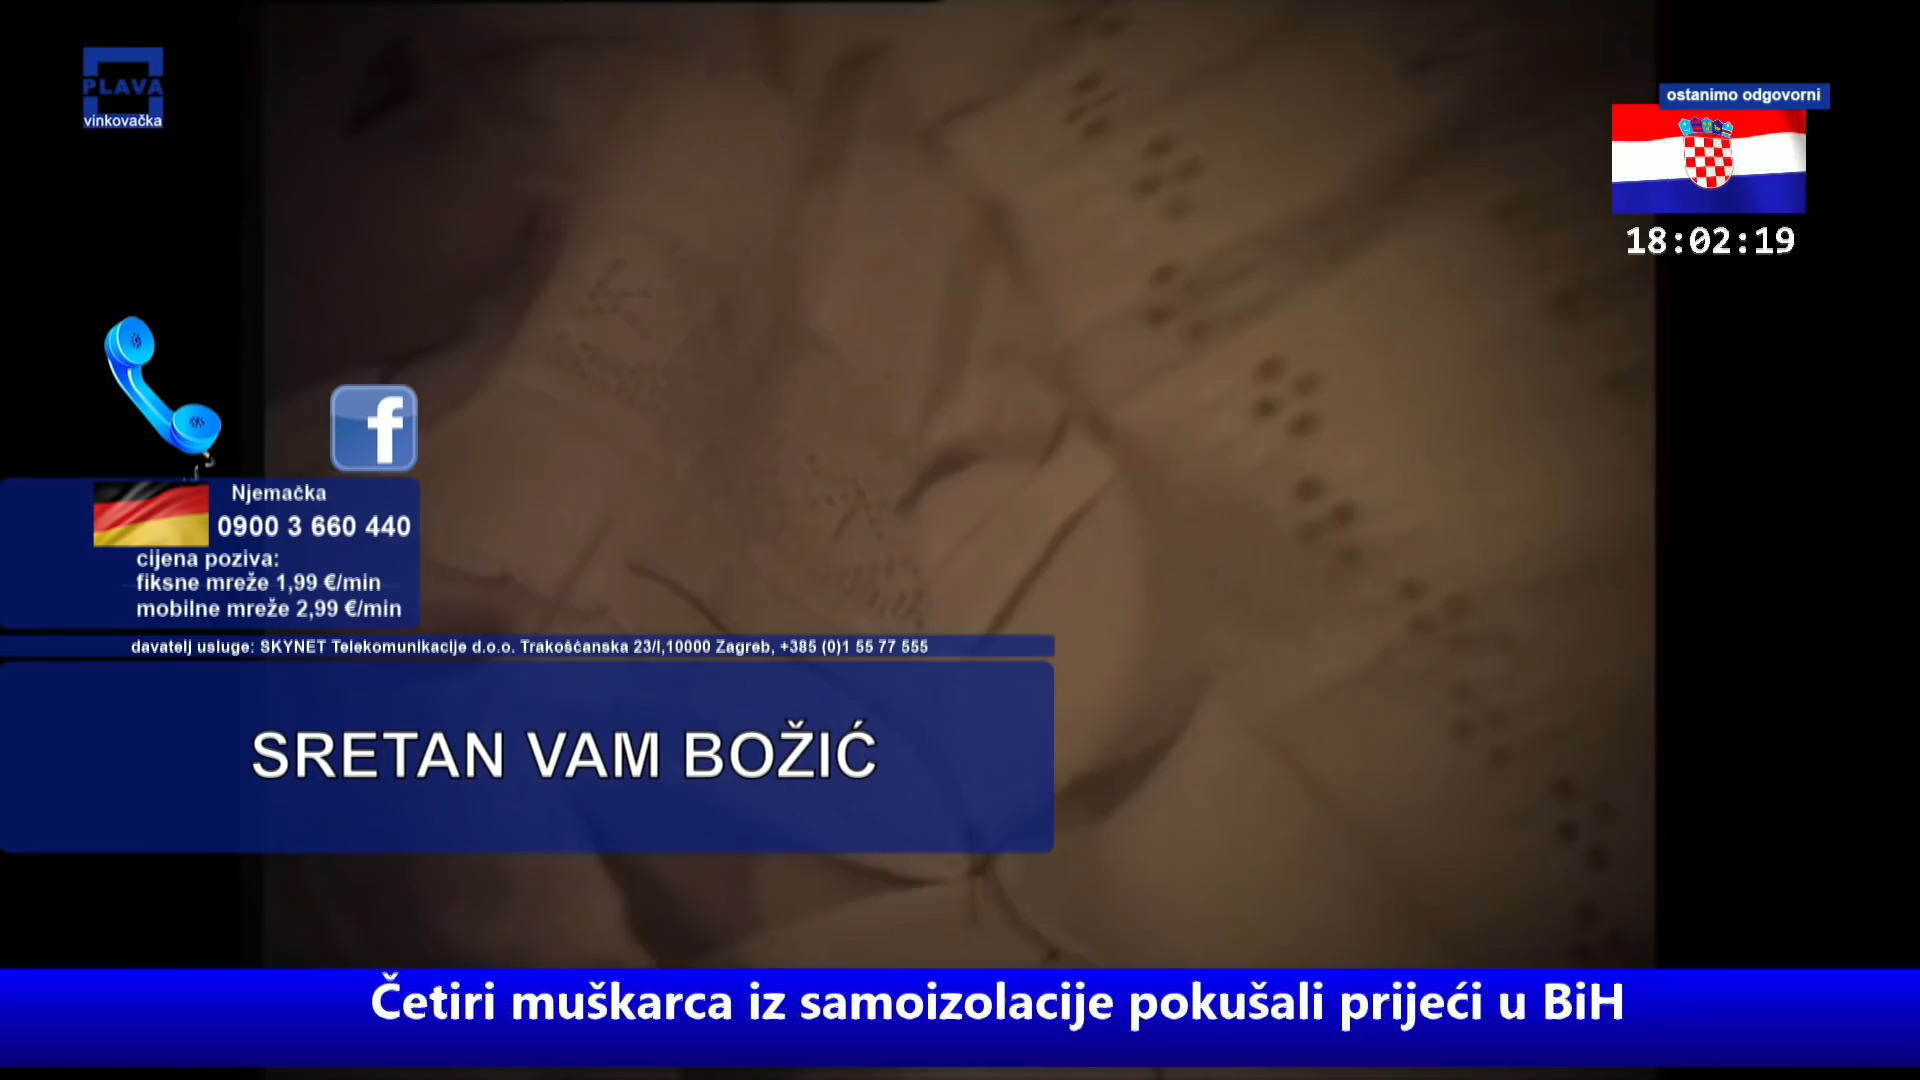 PLAVA
vinkovačka
ostanimo odgovorni
18:02:19
f
Njemačka
0900 3 660 440
cijena poziva:
fiksne mreže 1,99 €/min
mobilne mreže 2,99 €/min
davatelj usluge: SKYNET Telekomunikacije d.o.o. Trakošćanska 23/I,10000 Zagreb, +385 (0)1 55 77 555
SRETAN VAM BOŽIĆ
Četiri muškarca iz samoizolacije pokušali prijeći u BiH